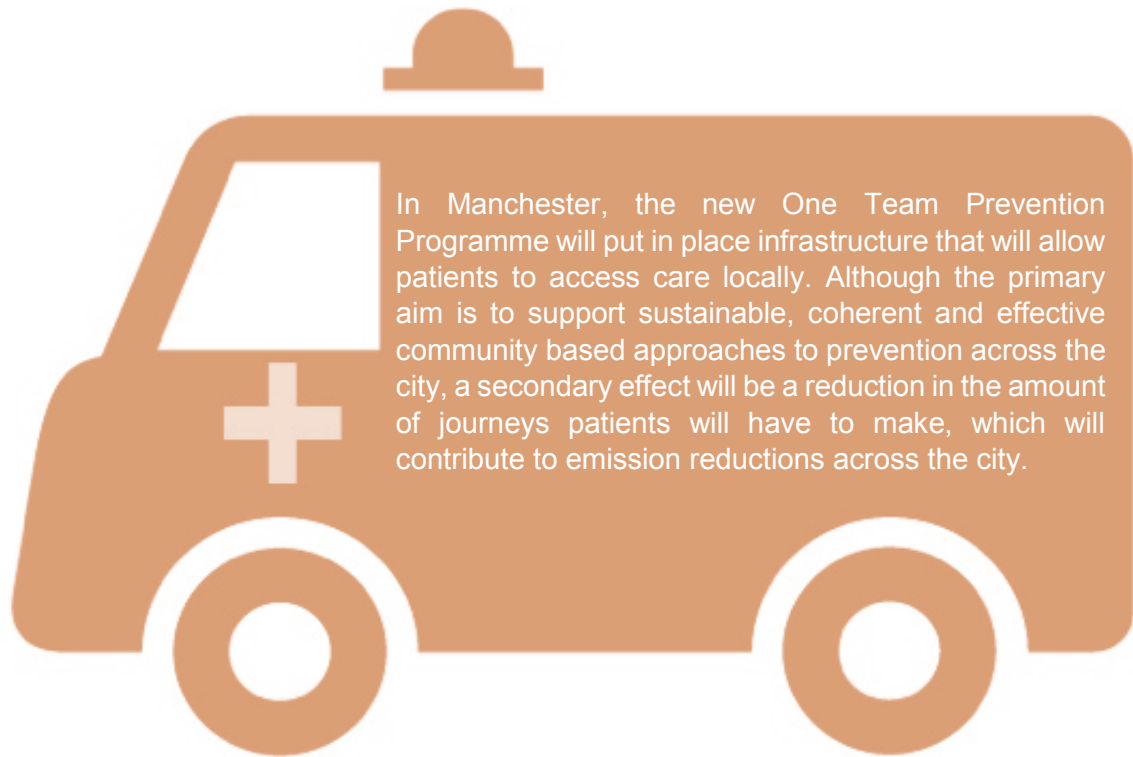 In Manchester, the new One Team Prevention
Programme will put in place infrastructure that will allow
patients to access care locally. Although the primary
aim is to support sustainable, coherent and effective
community based approaches to prevention across the
city, a secondary effect will be a reduction in the amount
of journeys patients will have to make, which will
contribute to emission reductions across the city.